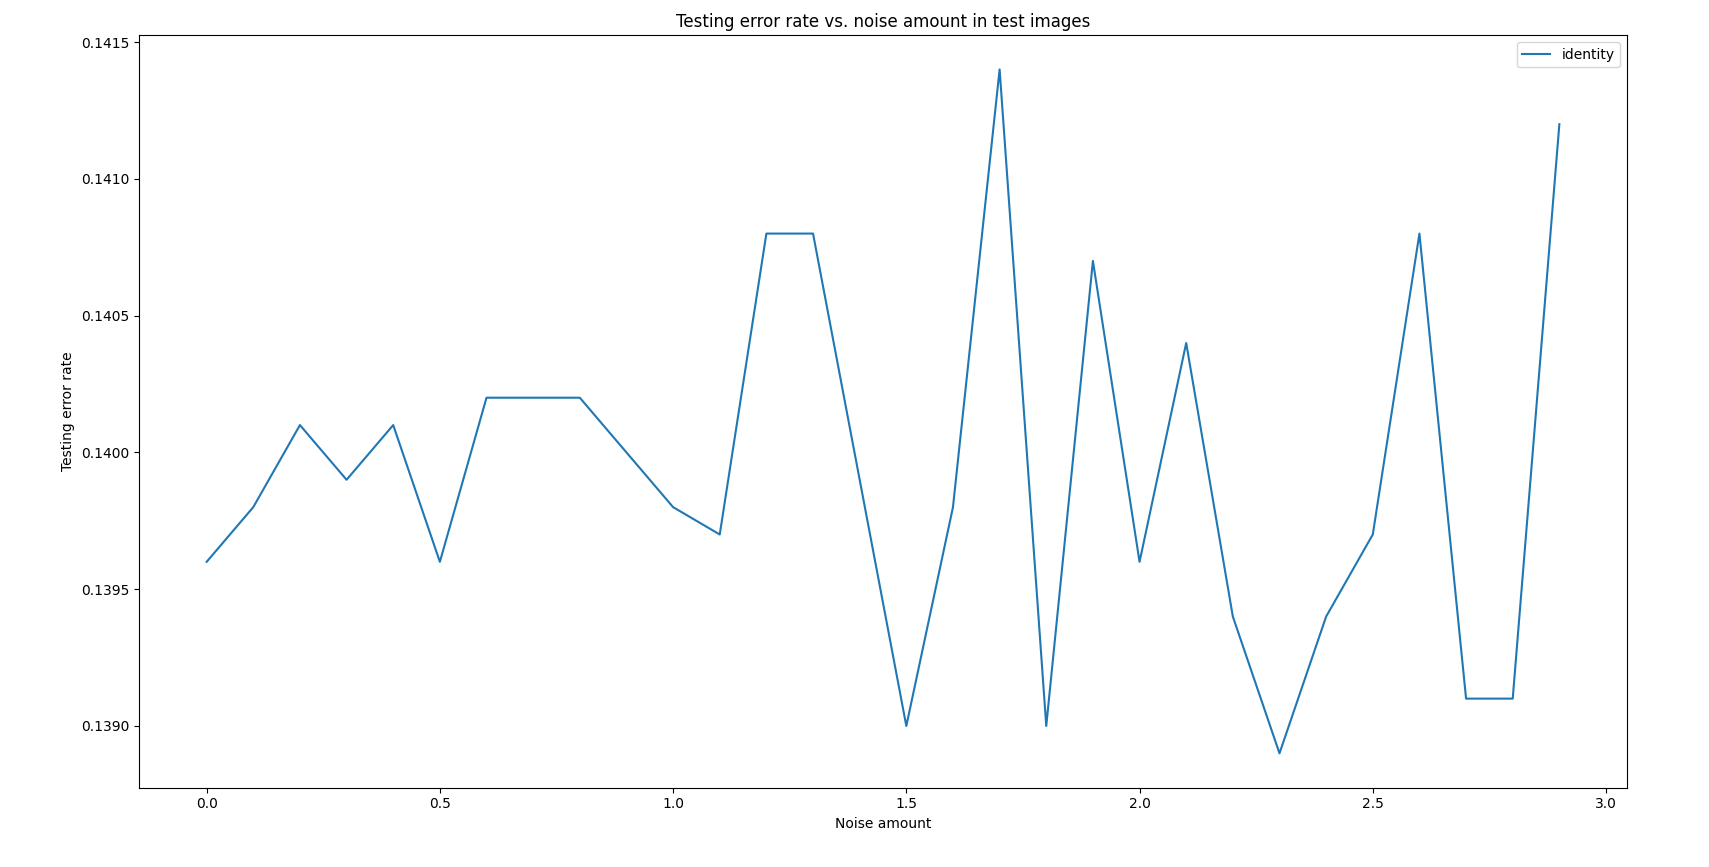 Testing error rate vs. noise amount in test images
identity
0.1415
0.1410
0.1405
0.1400
0.1395
0.1390
Testing error rate
0.0 0.5 1.0 1.5 2.0 2.5 3.0
Noise amount